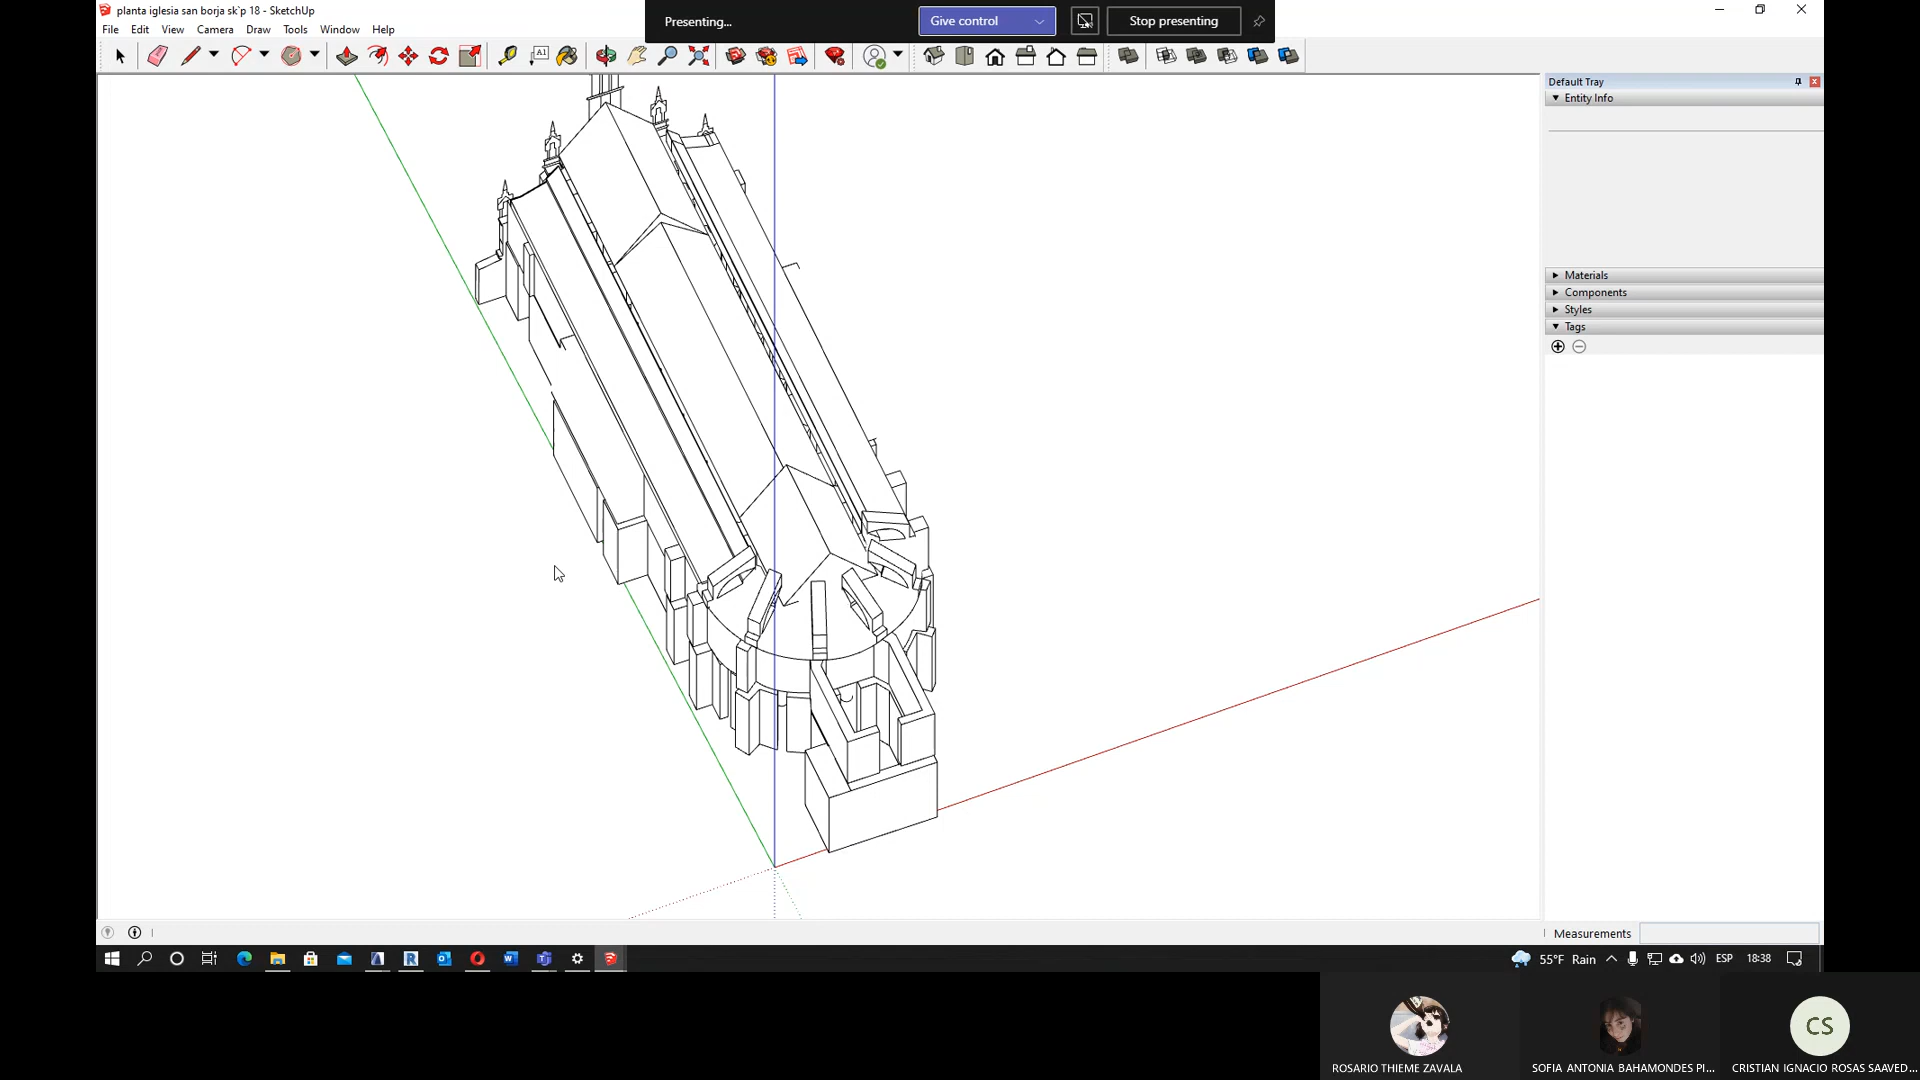 planta iglesia san borja sk`p 18 - SketchUp
Presenting...
Give control
Stop presenting
File Edit View Camera Draw Tools Window Help
A1
Default Tray
Entity Info
Materials
Components
Styles
Tags
Measurements
55°F Rain
ESP
18:38
CS
ROSARIO THIEME ZAVALA
SOFIA ANTONIA BAHAMONDES PI...
CRISTIAN IGNACIO ROSAS SAAVED...